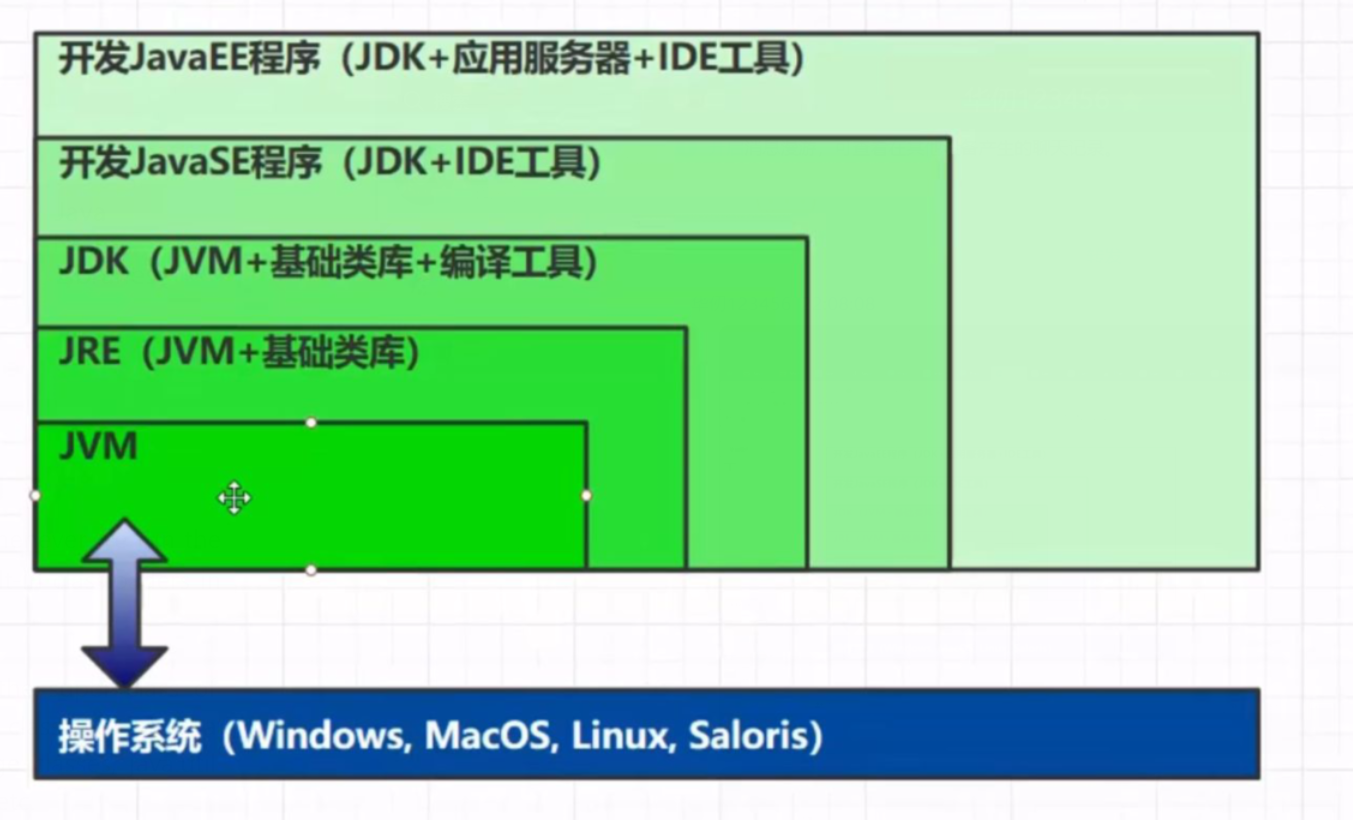 开发JavaEE程序（JDK+应用服务器+IDE工具）
开发JavaSE程序（JDK+IDE工具）
JDK（JVM+基础类库+编译工具）
JRE（JVM+基础类库）
JVM
操作系统（Windows, MacOS, Linux, Saloris）